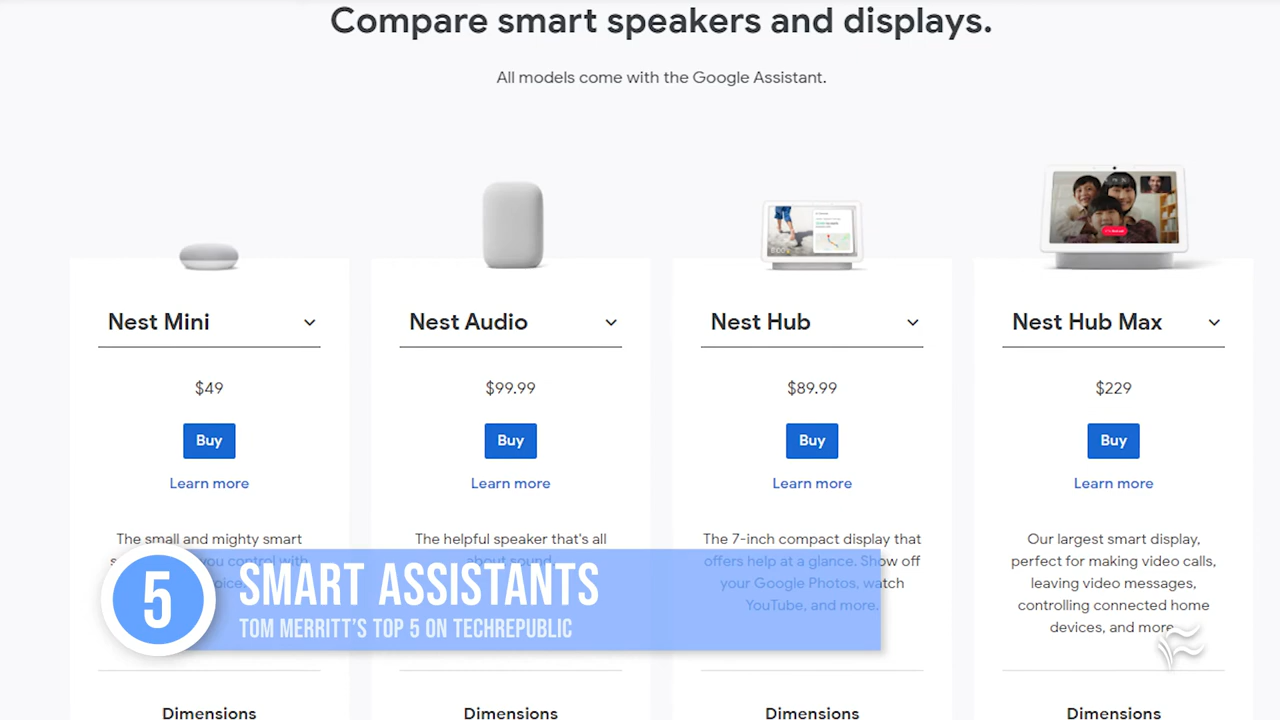 Compare smart speakers and displays.
All models come with the Google Assistant.
Nest Mini
$49
Buy
Learn more
The small and mighty smart
you control with
Nest Audio
$99.99
Buy
Learn more
The helpful speaker that's all
about sound.
Nest Hub
$89.99
Buy
Learn more
The 7-inch compact display that
offers help at a glance. Show off
your Google Photos, watch
YouTube, and more.
Nest Hub Max
$229
Buy
Learn more
Our largest smart display,
perfect for making video calls,
leaving video messages,
controlling connected home
devices, and more.
5
SMART ASSISTANTS
TOM MERRITT'S TOP 5 ON TECHREPUBLIC
Dimensions
Dimensions
Dimensions
Dimensions